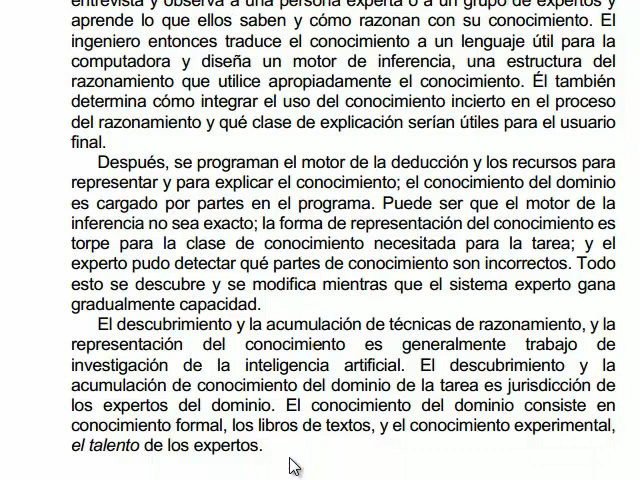 entrevista y observa a una persona experta o a un grupo de expertos y
aprende lo que ellos saben y cómo razonan con su conocimiento. El
ingeniero entonces traduce el conocimiento a un lenguaje útil para la
computadora y diseña un motor de inferencia, una estructura del
razonamiento que utilice apropiadamente el conocimiento. Él también
determina cómo integrar el uso del conocimiento incierto en el proceso
del razonamiento y qué clase de explicación serían útiles para el usuario
final.
Después, se programan el motor de la deducción y los recursos para
representar y para explicar el conocimiento; el conocimiento del dominio
es cargado por partes en el programa. Puede ser que el motor de la
inferencia no sea exacto; la forma de representación del conocimiento es
torpe para la clase de conocimiento necesitada para la tarea; y el
experto pudo detectar qué partes de conocimiento son incorrectos. Todo
esto se descubre y se modifica mientras que el sistema experto gana
gradualmente capacidad.
El descubrimiento y la acumulación de técnicas de razonamiento, y la
representación del conocimiento es generalmente trabajo de
investigación de la inteligencia artificial. El descubrimiento y la
acumulación de conocimiento del dominio de la tarea es jurisdicción de
los expertos del dominio. El conocimiento del dominio consiste en
conocimiento formal, los libros de textos, y el conocimiento experimental,
el talento de los expertos.